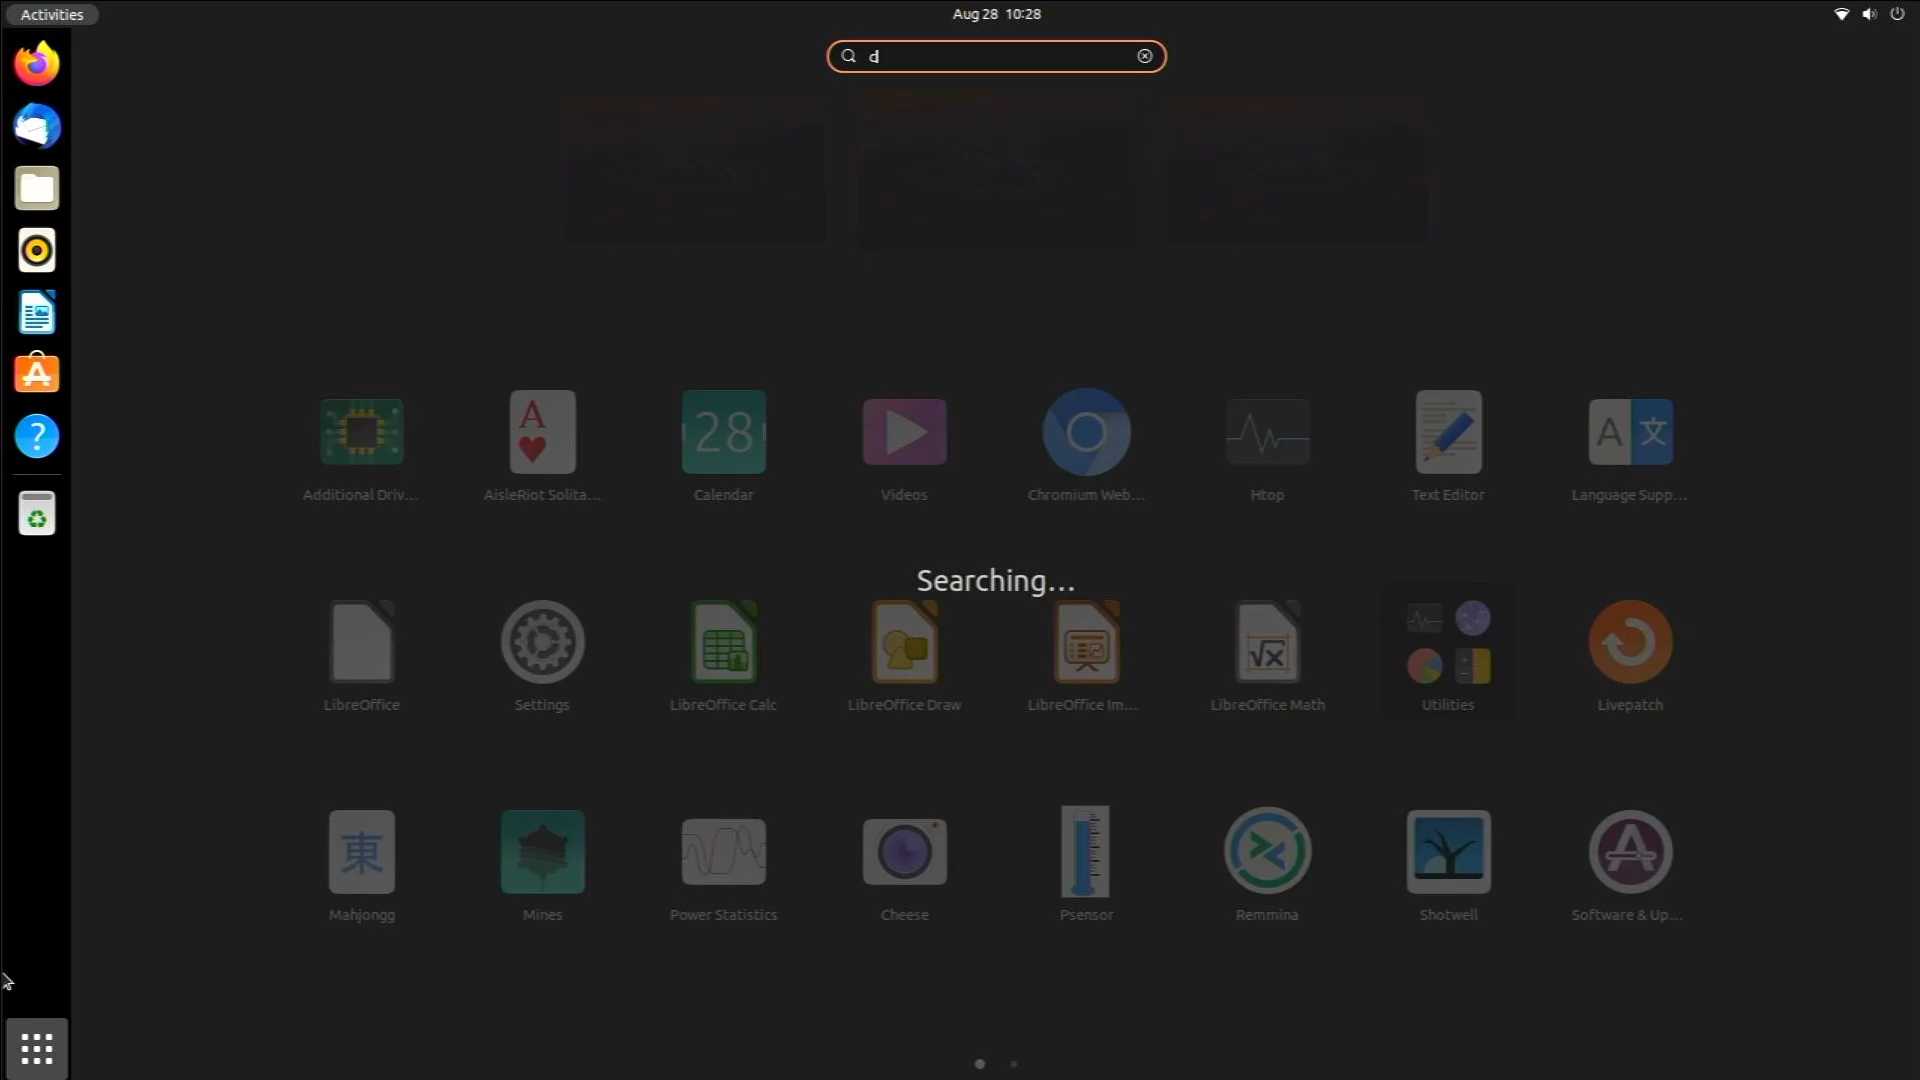 Activities
Aug 28 10:28
d
Additional Driv...
AisleRiot Solita...
28
Calendar
Videos
Chromium Web...
Htop
Text Editor
A 文
Language Supp...
Searching...
LibreOffice
Settings
LibreOffice Calc
LibreOffice Draw
LibreOffice Im...
√x
LibreOffice Math
Utilities
Livepatch
東
Mahjongg
Mines
Power Statistics
Cheese
Psensor
Remmina
Shotwell
Software & Up...
A
?